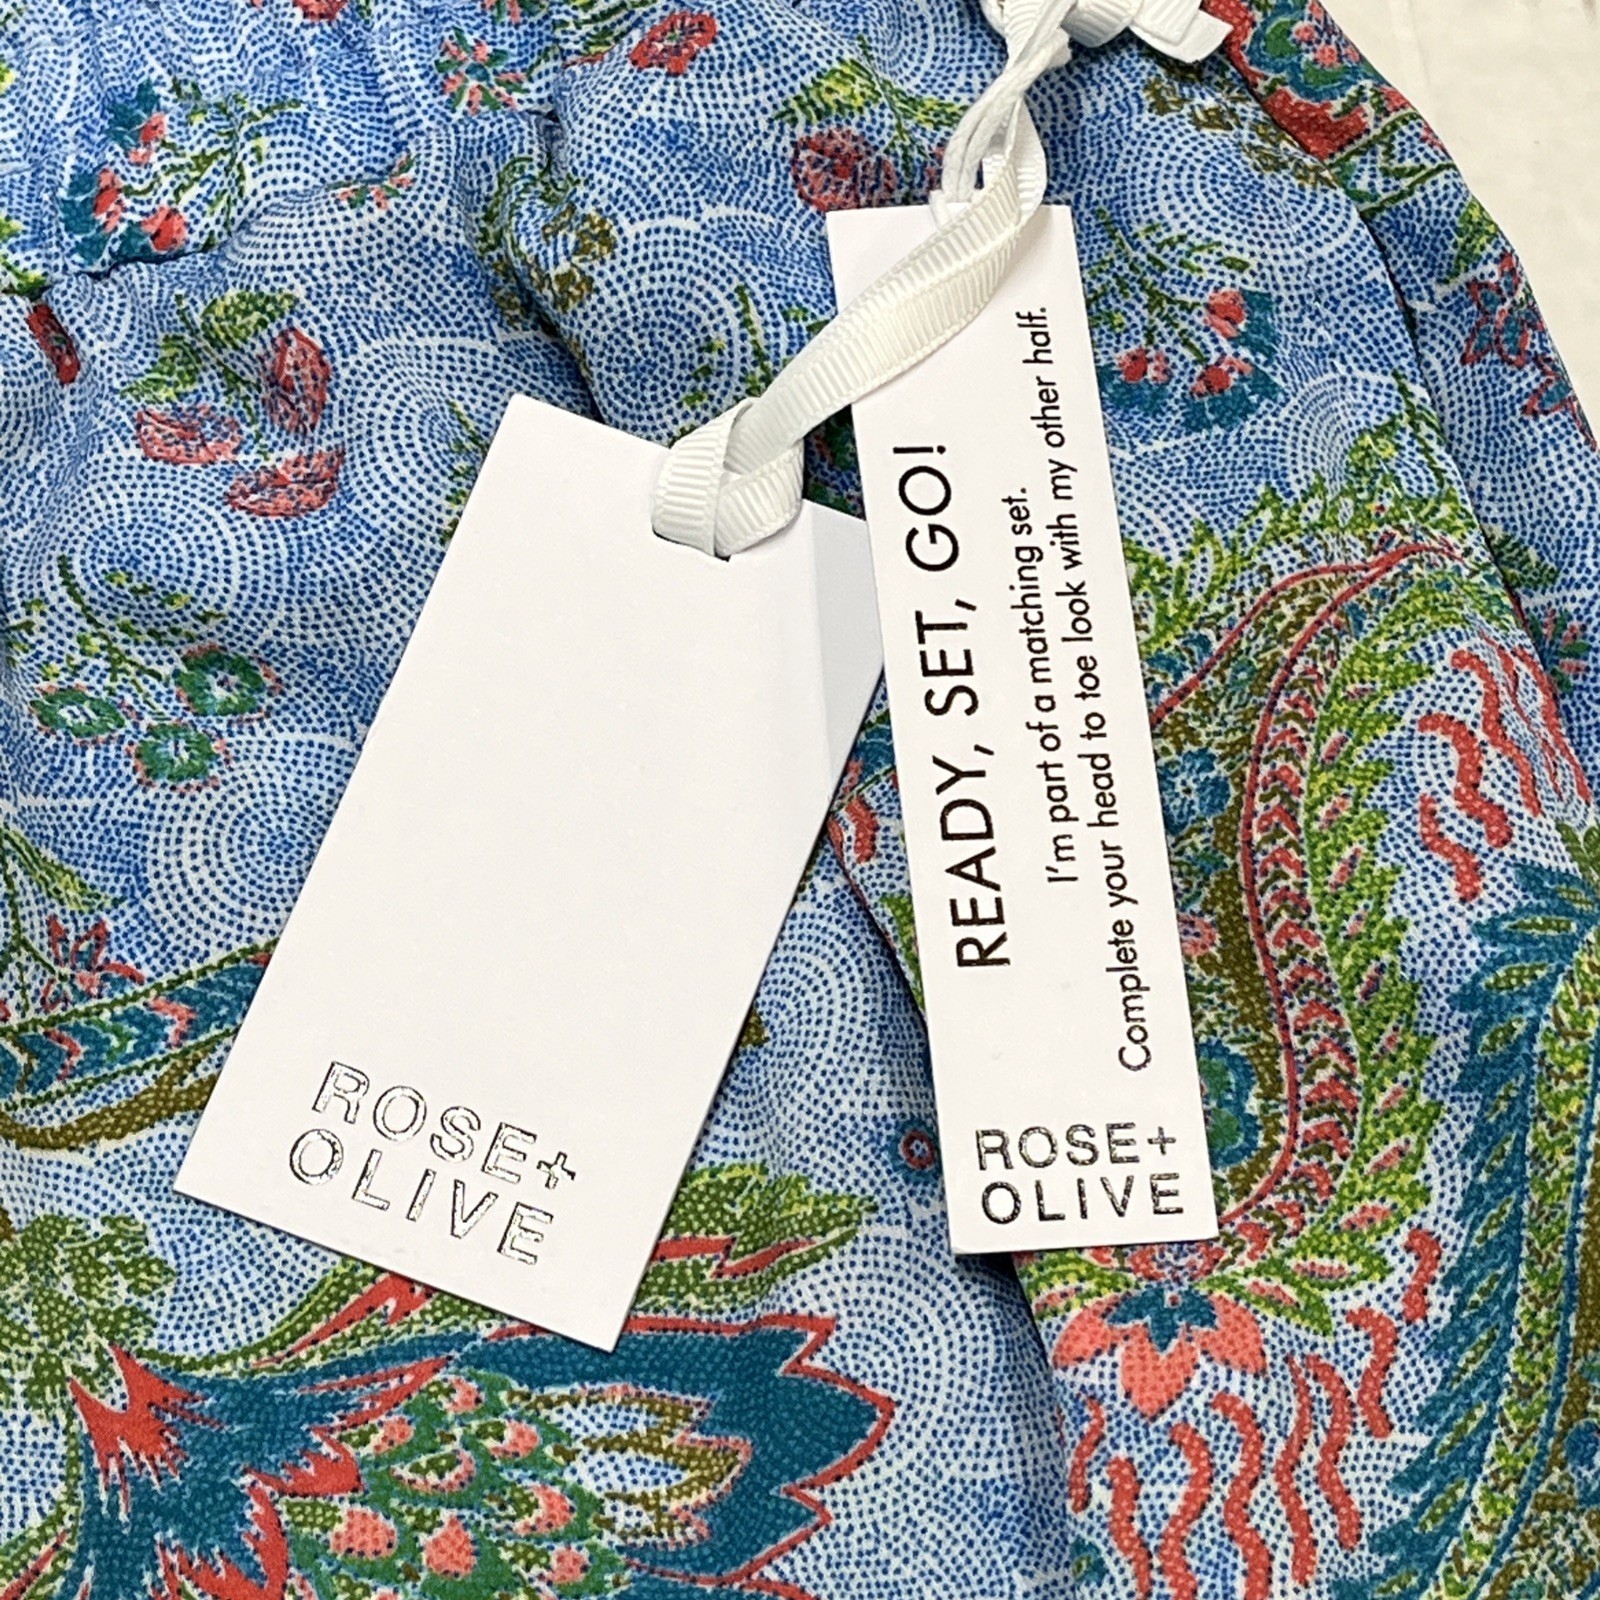 ROSE+
OLIVE
READY, SET, GO!
I'm part of a matching set.
Complete your head to toe look with my other half.
ROSE+
OLIVE